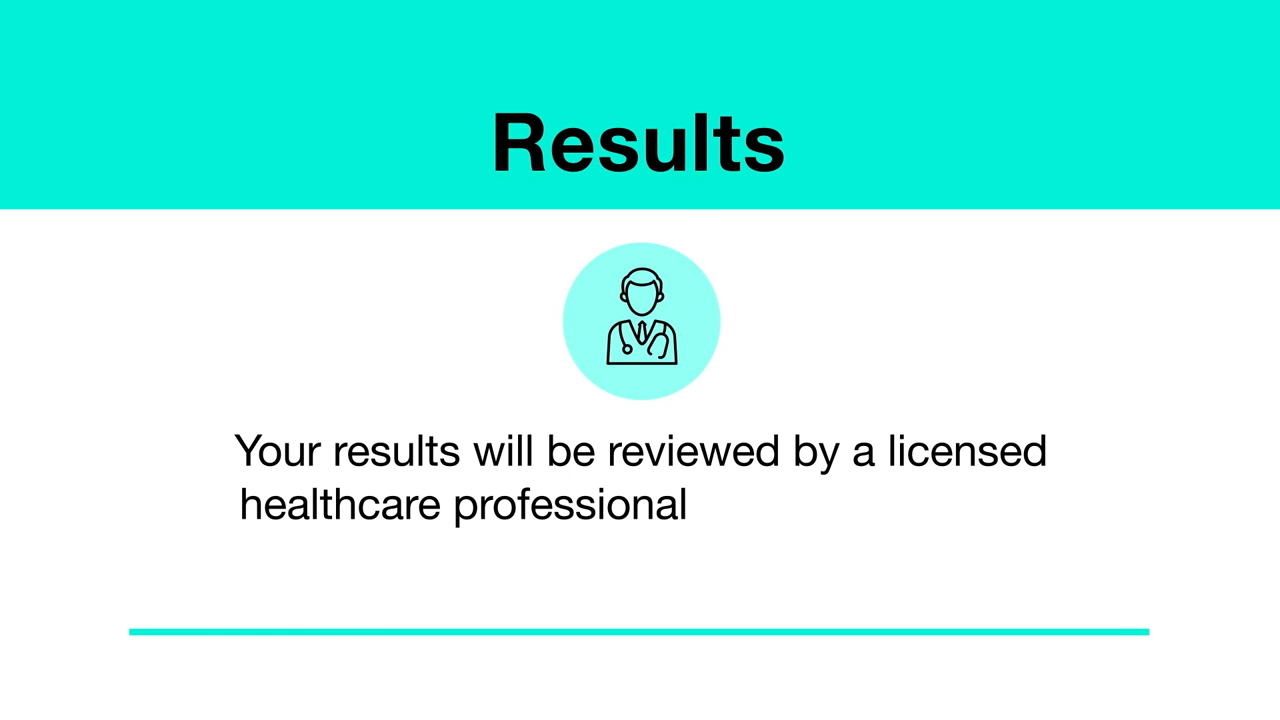 Results
Your results will be reviewed by a licensed
healthcare professional